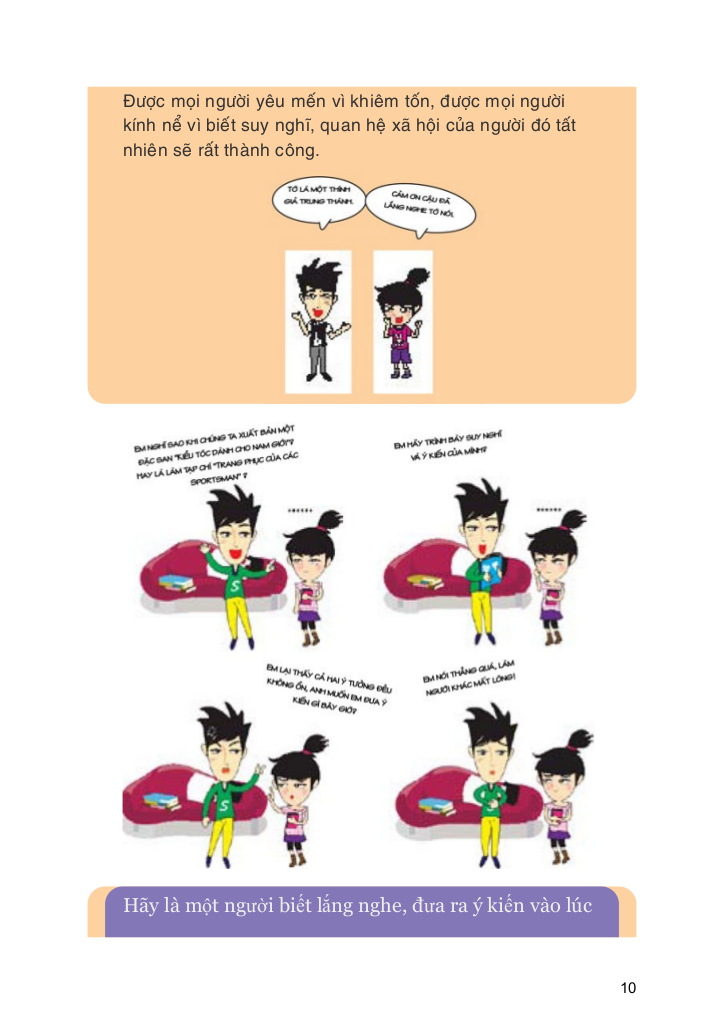 Được mọi người yêu mến vì khiêm tốn, được mọi người
kính nể vì biết suy nghĩ, quan hệ xã hội của người đó tất
nhiên sẽ rất thành công.
TỚ LÀ MỘT THÍNH
GIẢ TRUNG THÀNH.
CẢM ƠN CẬU ĐÃ
LẮNG NGHE TỚ NÓI.
EM NGHĨ SAO KHI CHÚNG TA XUẤT BẢN MỘT
ĐẶC SAN "KIỂU TÓC DÀNH CHO NAM GIỚI"?
HAY LÀ LÀM TẠP CHÍ "TRANG PHỤC CỦA CÁC
SPORTSMAN" ?
......
EM HÃY TRÌNH BÀY SUY NGHĨ
VÀ Ý KIẾN CỦA MÌNH?
......
EM LẠI THẤY CẢ HAI Ý TƯỞNG ĐỀU
KHÔNG ỔN, ANH MUỐN EM ĐƯA Ý
KIẾN GÌ BÂY GIỜ?
EM NÓI THẲNG QUÁ, LÀM
NGƯỜI KHÁC MẤT LÒNG!
S
S
S
Hãy là một người biết lắng nghe, đưa ra ý kiến vào lúc
10